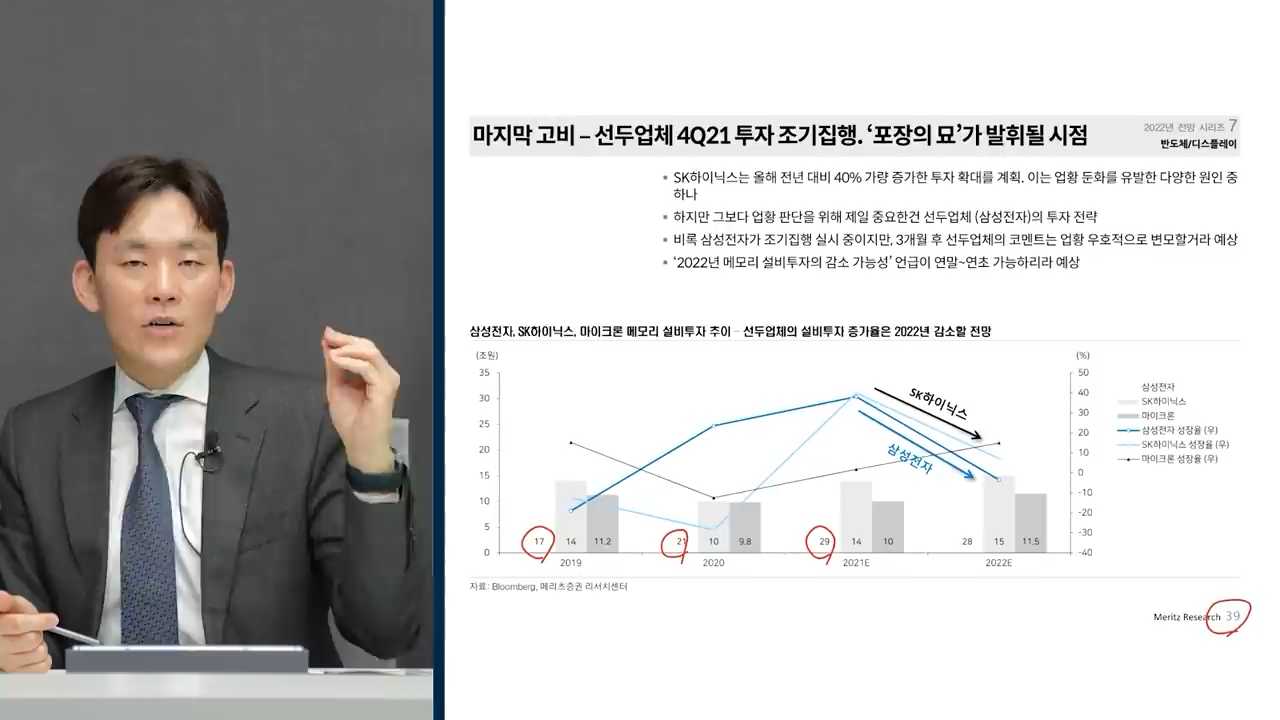 마지막 고비 – 선두업체 4Q21 투자 조기집행. ‘포장의 묘’가 발휘될 시점
2022년 전망 시리즈 7
반도체/디스플레이
▪ SK하이닉스는 올해 전년 대비 40% 가량 증가한 투자 확대를 계획. 이는 업황 둔화를 유발한 다양한 원인 중
하나
▪ 하지만 그보다 업황 판단을 위해 제일 중요한건 선두업체 (삼성전자)의 투자 전략
▪ 비록 삼성전자가 조기집행 실시 중이지만, 3개월 후 선두업체의 코멘트는 업황 우호적으로 변모할거라 예상
▪ ‘2022년 메모리 설비투자의 감소 가능성’ 언급이 연말~연초 가능하리라 예상
삼성전자, SK하이닉스, 마이크론 메모리 설비투자 추이 – 선두업체의 설비투자 증가율은 2022년 감소할 전망
(조원)
35
30
25
20
15
10
5
0
17 14 11.2
21 10 9.8
29 14 10
28 15 11.5
2019 2020 2021E 2022E
SK하이닉스
삼성전자
(%)
50
40
30
20
10
0
-10
-20
-30
-40
삼성전자
SK하이닉스
마이크론
삼성전자 성장율 (우)
SK하이닉스 성장율 (우)
마이크론 성장율 (우)
자료: Bloomberg, 메리츠증권 리서치센터
Meritz Research 39